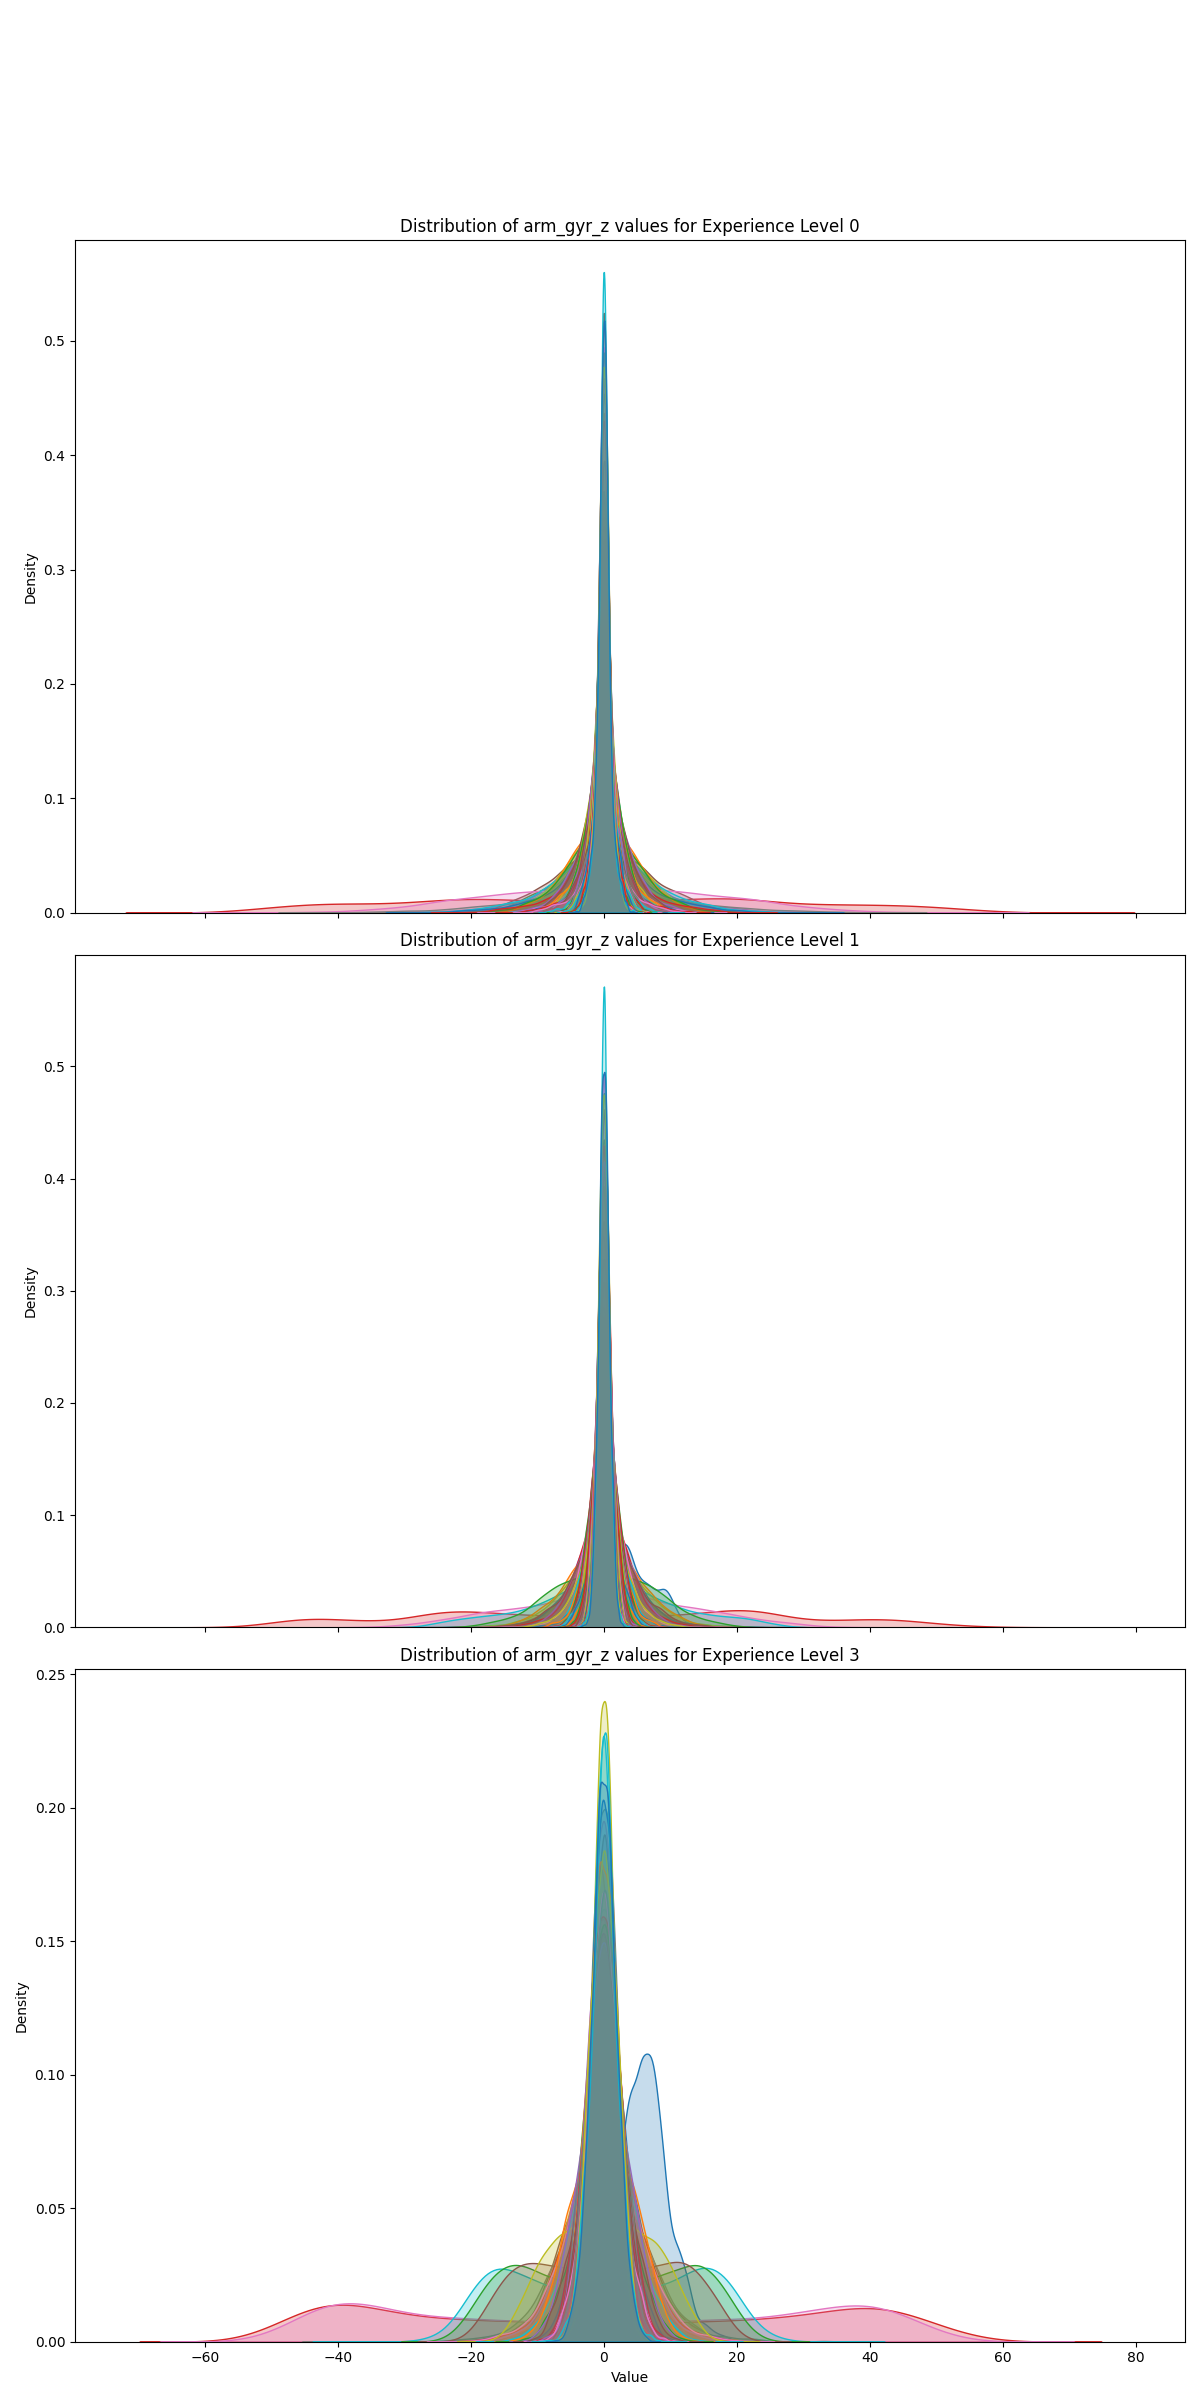 Distribution of arm_gyr_z values for Experience Level 0
0.5
0.4
0.3
0.2
0.1
0.0
Density
Distribution of arm_gyr_z values for Experience Level 1
0.5
0.4
0.3
0.2
0.1
0.0
Density
Distribution of arm_gyr_z values for Experience Level 3
0.25
0.20
0.15
0.10
0.05
0.00
Density
−60 −40 −20 0 20 40 60 80
Value